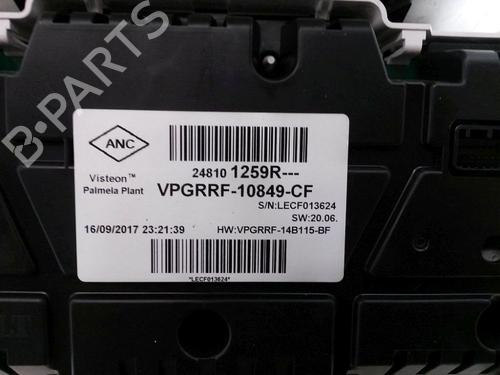 ANC
Visteon™
Palmela Plant
24810 1259R---
VPGRRF-10849-CF
S/N:LECF013624
SW:20.06.
16/09/2017 23:21:39
HW:VPGRRF-14B115-BF
*LECF013624*
B-PARTS